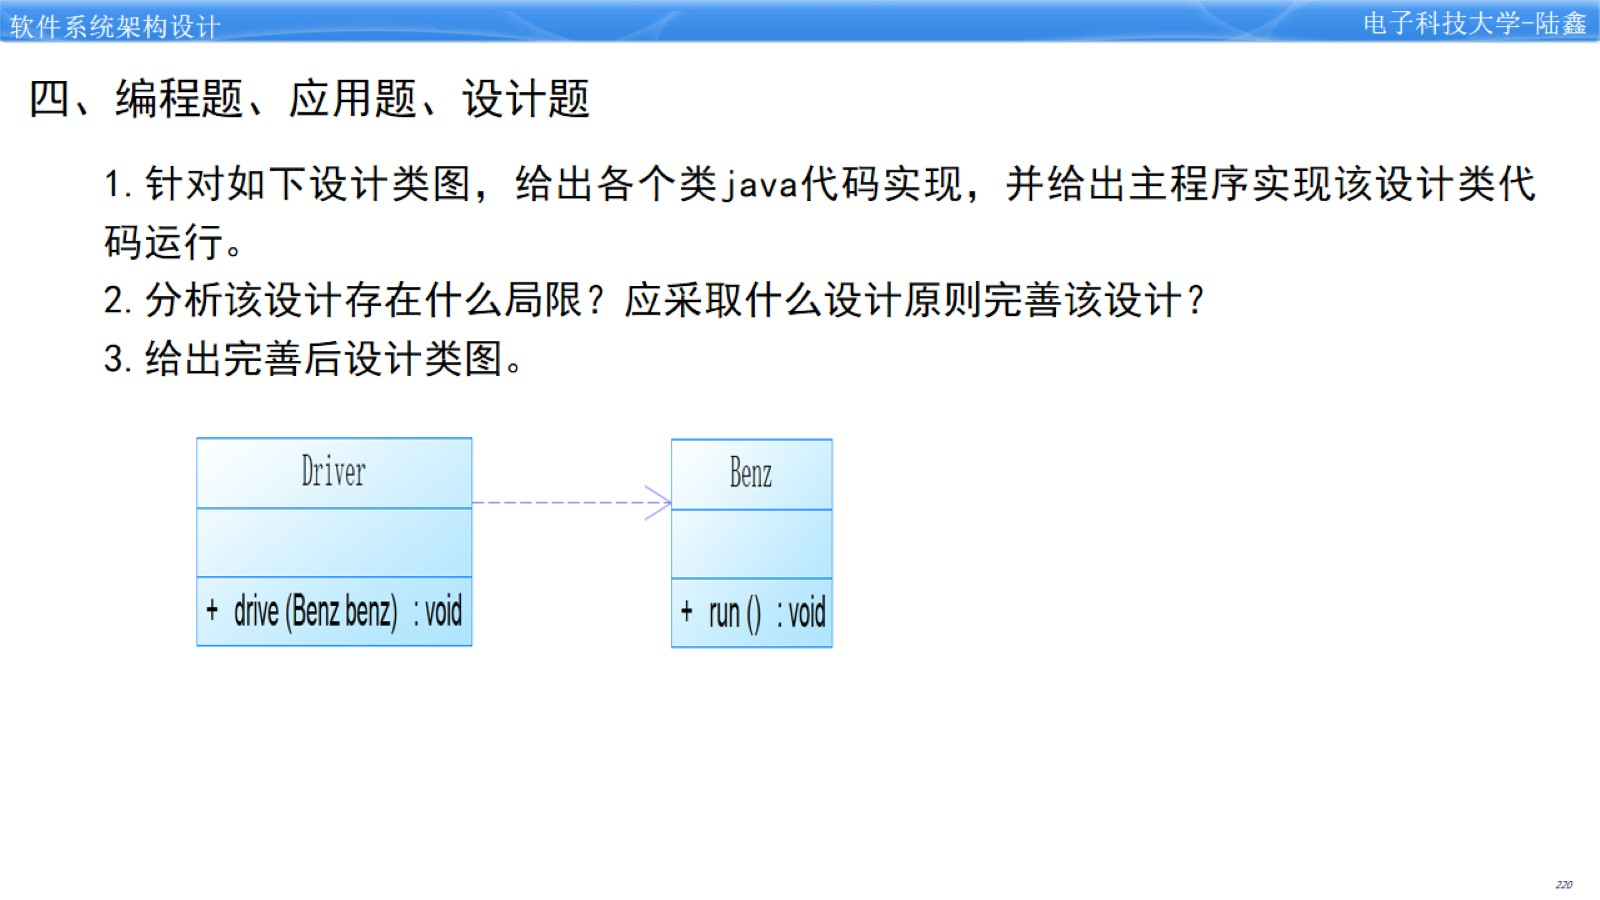 软件系统架构设计
电子科技大学-陆鑫
四、编程题、应用题、设计题
1.针对如下设计类图，给出各个类java代码实现，并给出主程序实现该设计类代
码运行。
2.分析该设计存在什么局限？应采取什么设计原则完善该设计？
3.给出完善后设计类图。
Driver
+ drive (Benz benz) : void
Benz
+ run () : void
220